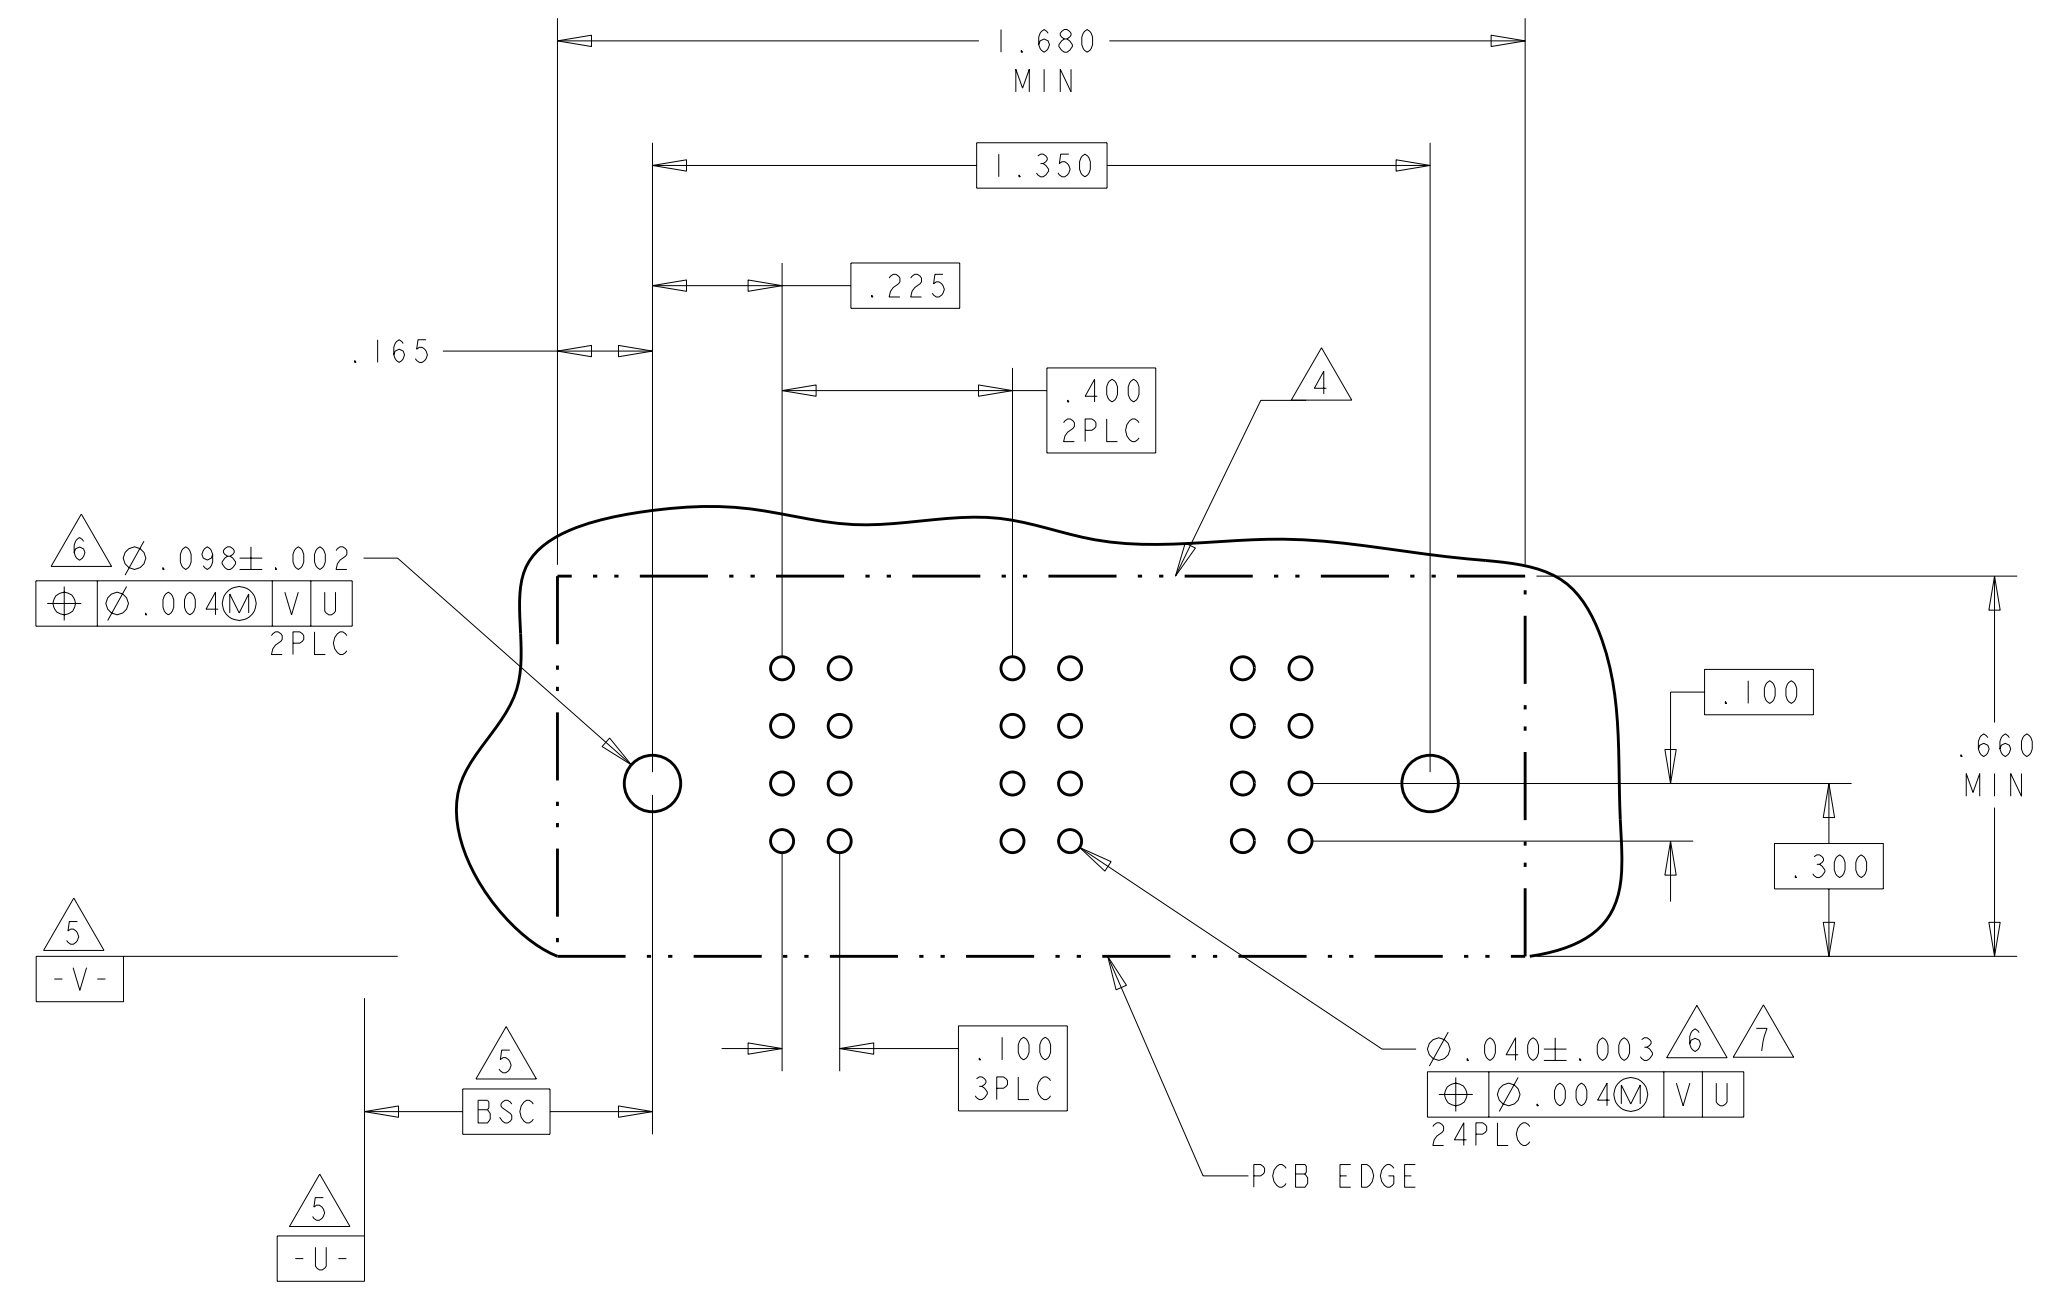 1.680
MIN
1.350
.225
.165
.400
2PLC
4
6
Ø.098±.002
⌖ Ø.004Ⓜ V U
2PLC
.100
.660
MIN
.300
5
-V-
5
BSC
.100
3PLC
Ø.040±.003 6 7
⌖ Ø.004Ⓜ V U
24PLC
PCB EDGE
5
-U-